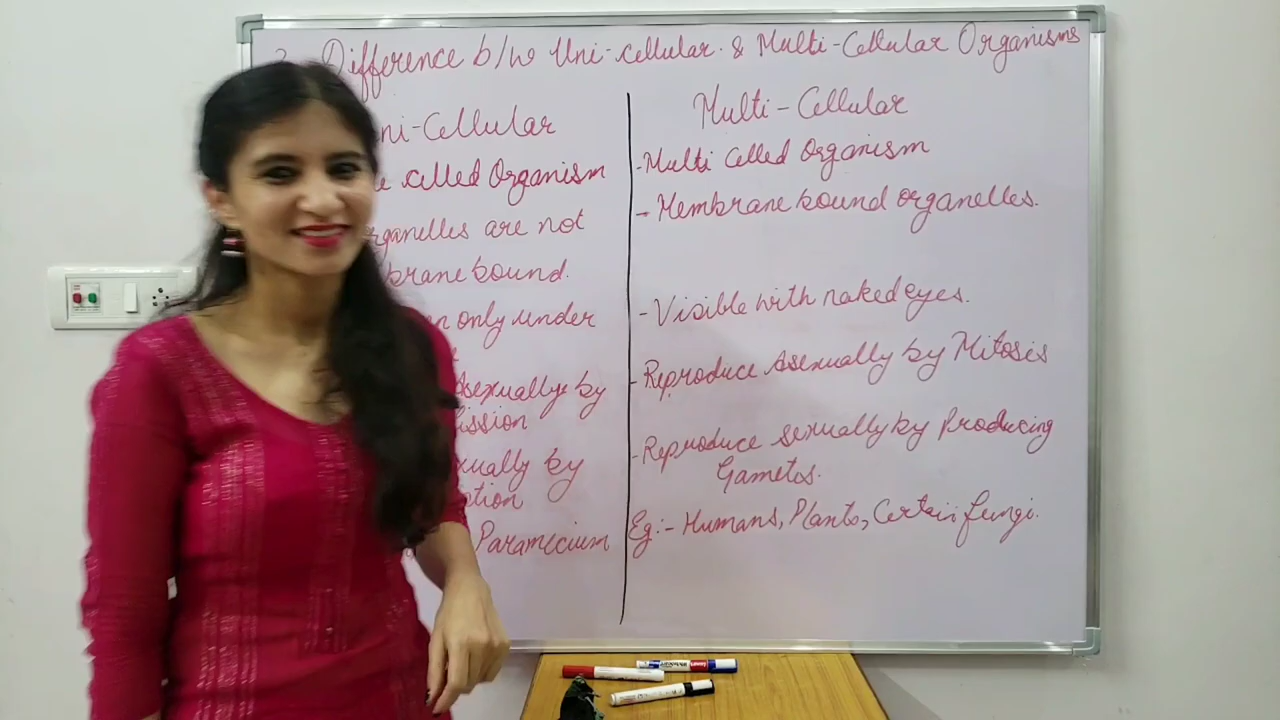 Difference b/w Uni-cellular & Multi-Cellular Organisms
ni-Cellular
celled Organism
rganelles are not
brane bound.
n only under
sexually by
ission
xually by
tion
Paramecium
Multi-Cellular
-Multi Celled Organism
-Membrane bound organelles.
-Visible with naked eyes.
-Reproduce Asexually by Mitosis
-Reproduce sexually by Producing
Gametes.
Eg:- Humans, Plants, Certain fungi.